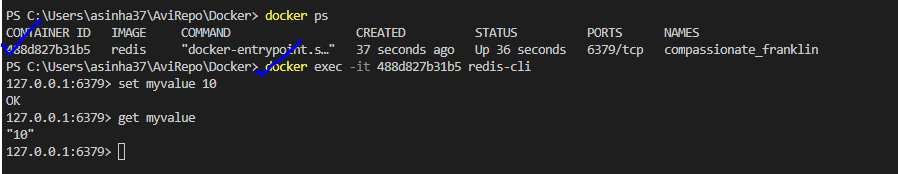 PS C:\Users\asinha37\AviRepo\Docker> docker ps
CONTAINER ID   IMAGE     COMMAND                  CREATED          STATUS          PORTS      NAMES
488d827b31b5   redis     "docker-entrypoint.s…"   37 seconds ago   Up 36 seconds   6379/tcp   compassionate_franklin
PS C:\Users\asinha37\AviRepo\Docker> docker exec -it 488d827b31b5 redis-cli
127.0.0.1:6379> set myvalue 10
OK
127.0.0.1:6379> get myvalue
"10"
127.0.0.1:6379>